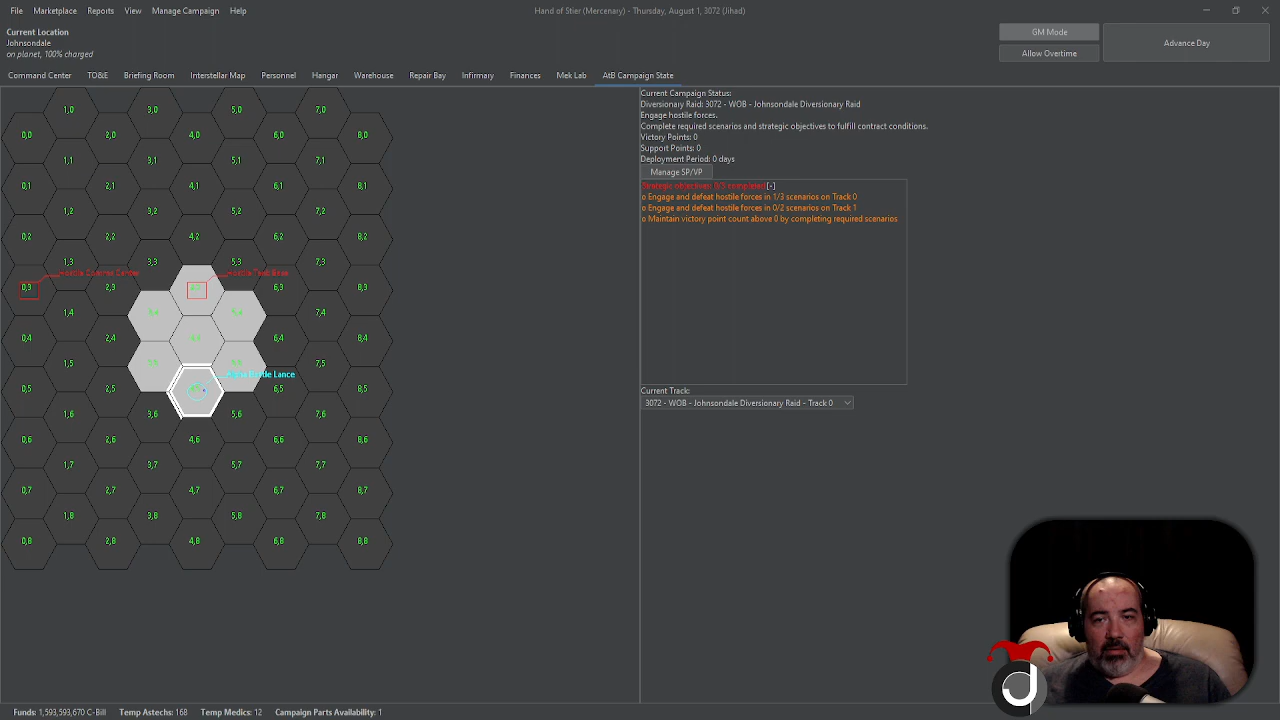 File Marketplace Reports View Manage Campaign Help
Hand of Stier (Mercenary) - Thursday, August 1, 3072 (Jihad)
Current Location
Johnsondale
on planet, 100% charged
GM Mode
Allow Overtime
Advance Day
Command Center TO&E Briefing Room Interstellar Map Personnel Hangar Warehouse Repair Bay Infirmary Finances Mek Lab AtB Campaign State
1,0 3,0 5,0 7,0
0,0 2,0 4,0 6,0 8,0
1,1 3,1 5,1 7,1
0,1 2,1 4,1 6,1 8,1
1,2 3,2 5,2 7,2
0,2 2,2 4,2 6,2 8,2
1,3 3,3 5,3 7,3
Hostile
Hostile
0,3 2,3 6,3 8,3
1,4 7,4
0,4 2,4 6,4 8,4
1,5 7,5
Lance
0,5 2,5 6,5 8,5
1,6 3,6 5,6 7,6
0,6 2,6 4,6 6,6 8,6
1,7 3,7 5,7 7,7
0,7 2,7 4,7 6,7 8,7
1,8 3,8 5,8 7,8
0,8 2,8 4,8 6,8 8,8
Current Campaign Status:
Diversionary Raid: 3072 - WOB - Johnsondale Diversionary Raid
Engage hostile forces.
Complete required scenarios and strategic objectives to fulfill contract conditions.
Victory Points: 0
Support Points: 0
Deployment Period: 0 days
Manage SP/VP
Strategic objectives: 0/3 completed [-]
o Engage and defeat hostile forces in 1/3 scenarios on Track 0
o Engage and defeat hostile forces in 0/2 scenarios on Track 1
o Maintain victory point count above 0 by completing required scenarios
Current Track:
3072 - WOB - Johnsondale Diversionary Raid - Track 0
Funds: 1,593,593,670 C-Bill Temp Astechs: 168 Temp Medics: 12 Campaign Parts Availability: 1